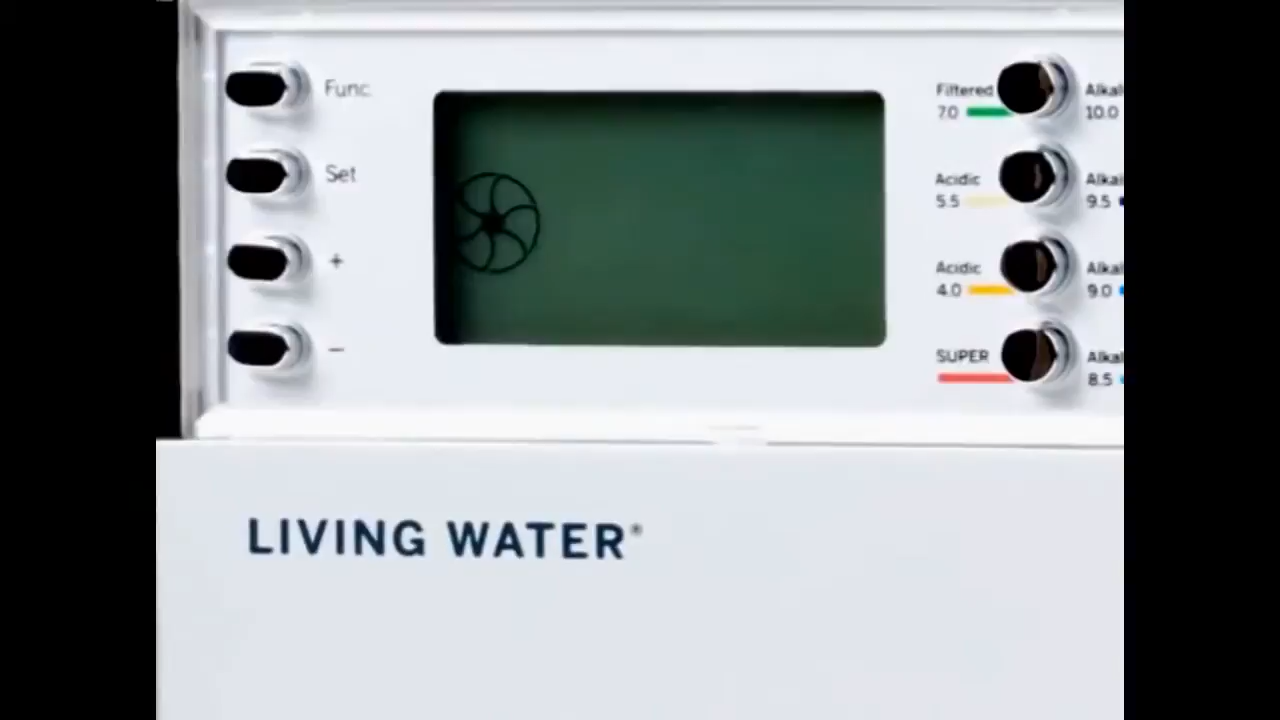 Func.
Set
+
−
Filtered
7.0
Acidic
5.5
Acidic
4.0
SUPER
10.0
9.5
9.0
8.5
LIVING WATER®